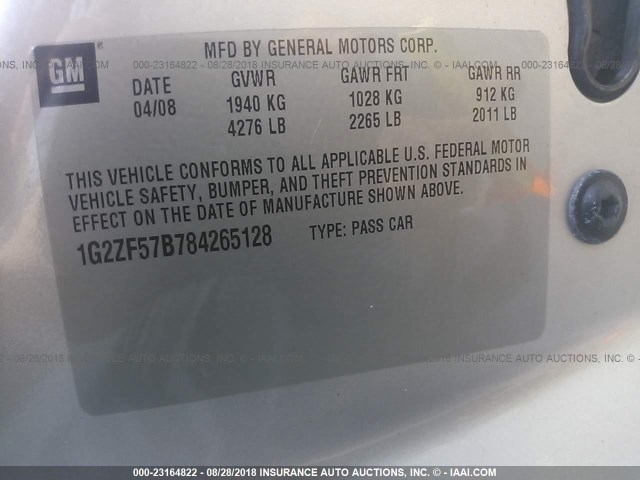 GM
MFD BY GENERAL MOTORS CORP.
DATE GVWR GAWR FRT GAWR RR
04/08 1940 KG 1028 KG 912 KG
4276 LB 2265 LB 2011 LB
THIS VEHICLE CONFORMS TO ALL APPLICABLE U.S. FEDERAL MOTOR
VEHICLE SAFETY, BUMPER, AND THEFT PREVENTION STANDARDS IN
EFFECT ON THE DATE OF MANUFACTURE SHOWN ABOVE.
1G2ZF57B784265128 TYPE: PASS CAR
000-23164822 - 08/28/2018 INSURANCE AUTO AUCTIONS. - © - IAAI.COM